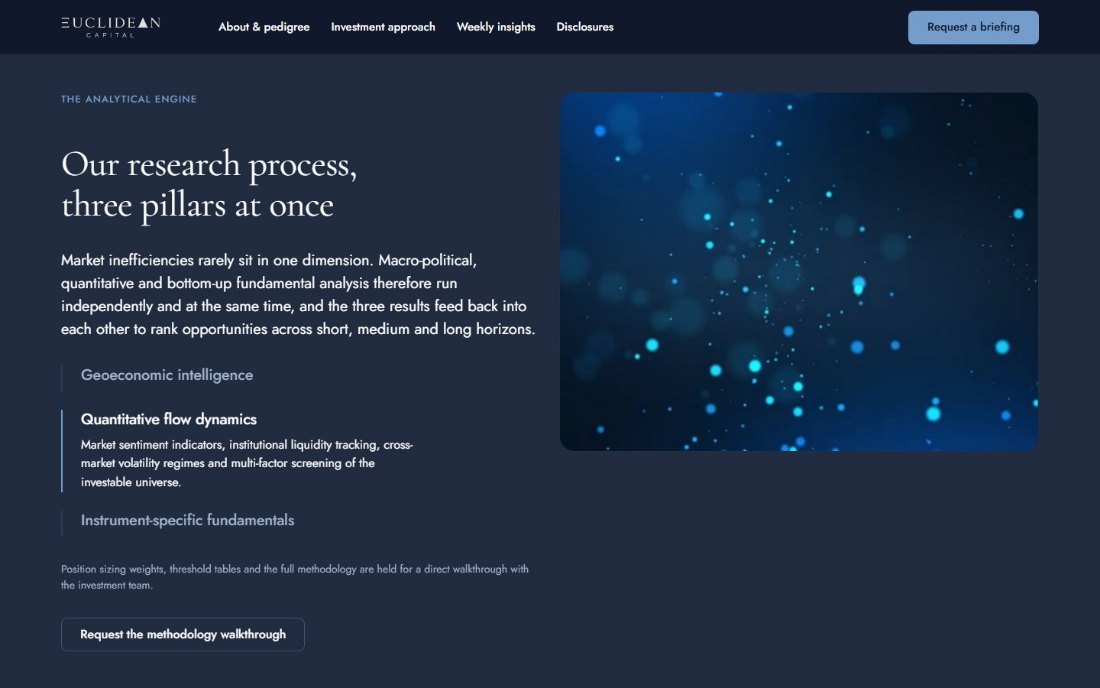 EUCLIDEAN
CAPITAL
About & pedigree
Investment approach
Weekly insights
Disclosures
Request a briefing
THE ANALYTICAL ENGINE
Our research process,
three pillars at once
Market inefficiencies rarely sit in one dimension. Macro-political,
quantitative and bottom-up fundamental analysis therefore run
independently and at the same time, and the three results feed back into
each other to rank opportunities across short, medium and long horizons.
Geoeconomic intelligence
Quantitative flow dynamics
Market sentiment indicators, institutional liquidity tracking, cross-
market volatility regimes and multi-factor screening of the
investable universe.
Instrument-specific fundamentals
Position sizing weights, threshold tables and the full methodology are held for a direct walkthrough with
the investment team.
Request the methodology walkthrough